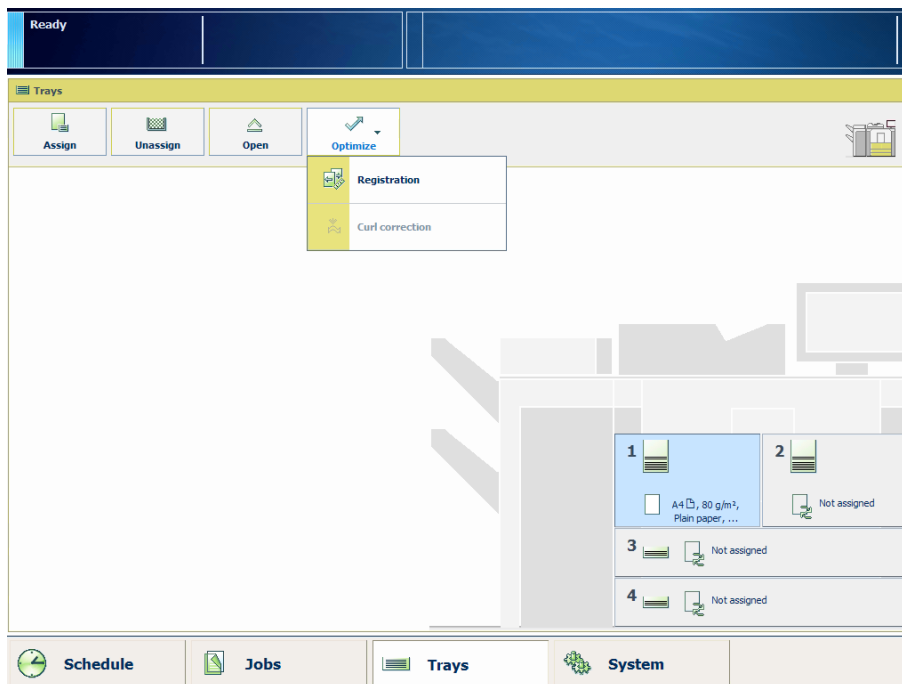 Ready
Trays
Assign
Unassign
Open
Optimize
Registration
Curl correction
1
A4, 80 g/m²,
Plain paper, ...
2
Not assigned
3
Not assigned
4
Not assigned
Schedule
Jobs
Trays
System